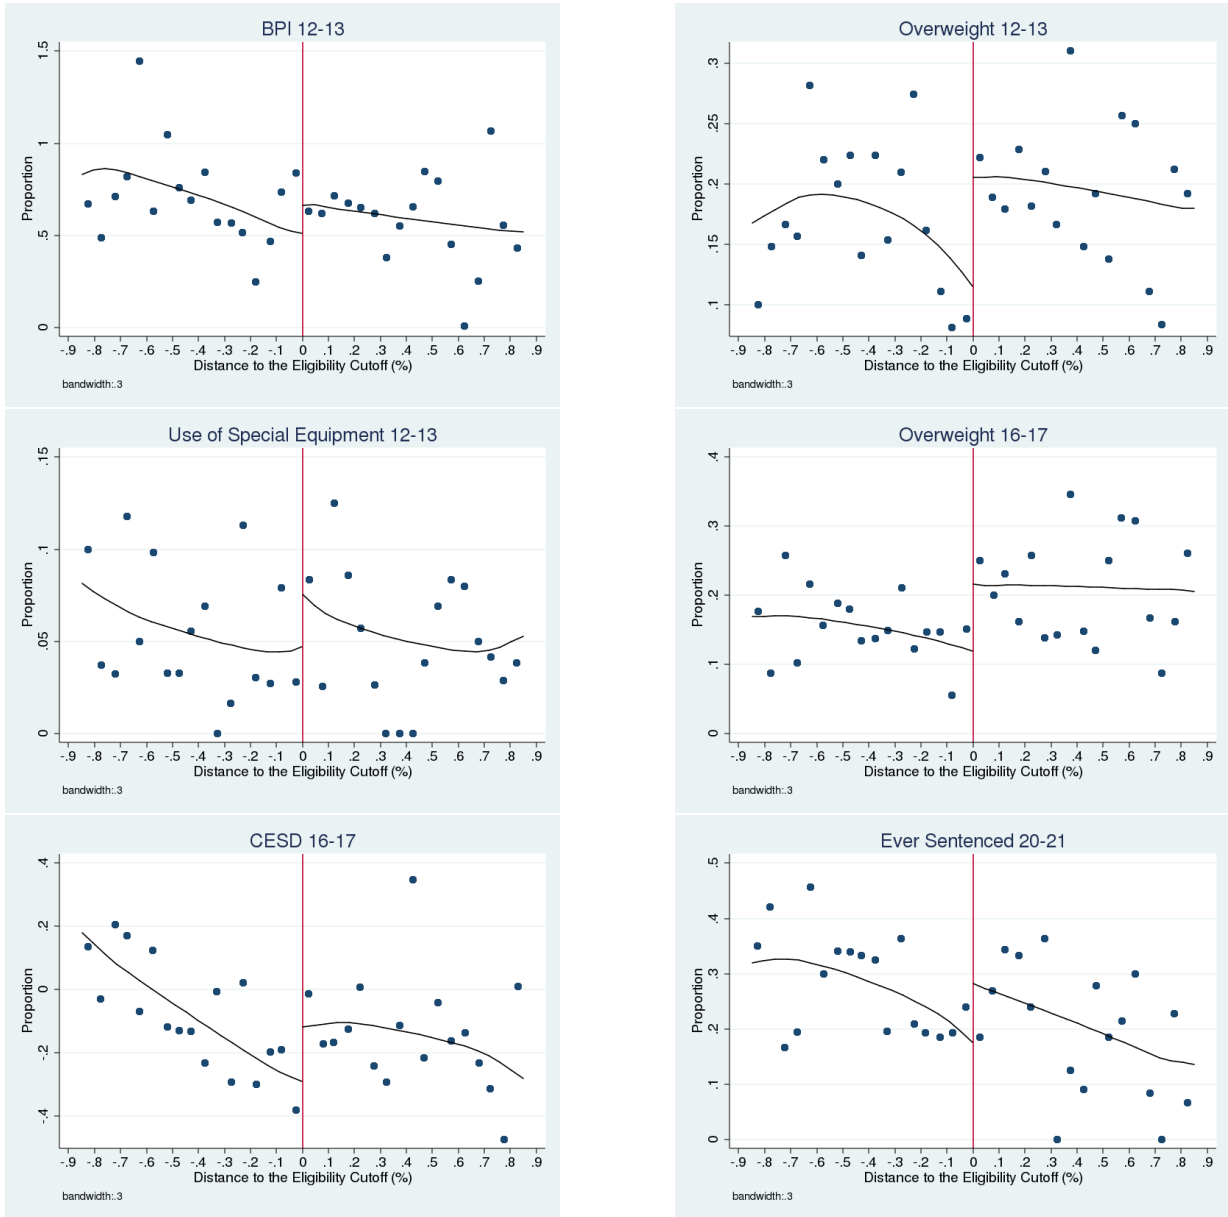 BPI 12-13
1.5
1
.5
0
Proportion
-.9 -.8 -.7 -.6 -.5 -.4 -.3 -.2 -.1 0 .1 .2 .3 .4 .5 .6 .7 .8 .9
Distance to the Eligibility Cutoff (%)
bandwidth:.3
Overweight 12-13
.3
.25
.2
.15
.1
Proportion
-.9 -.8 -.7 -.6 -.5 -.4 -.3 -.2 -.1 0 .1 .2 .3 .4 .5 .6 .7 .8 .9
Distance to the Eligibility Cutoff (%)
bandwidth:.3
Use of Special Equipment 12-13
.15
.1
.05
0
Proportion
-.9 -.8 -.7 -.6 -.5 -.4 -.3 -.2 -.1 0 .1 .2 .3 .4 .5 .6 .7 .8 .9
Distance to the Eligibility Cutoff (%)
bandwidth:.3
Overweight 16-17
.4
.3
.2
.1
0
Proportion
-.9 -.8 -.7 -.6 -.5 -.4 -.3 -.2 -.1 0 .1 .2 .3 .4 .5 .6 .7 .8 .9
Distance to the Eligibility Cutoff (%)
bandwidth:.3
CESD 16-17
.4
.2
0
-.2
-.4
Proportion
-.9 -.8 -.7 -.6 -.5 -.4 -.3 -.2 -.1 0 .1 .2 .3 .4 .5 .6 .7 .8 .9
Distance to the Eligibility Cutoff (%)
bandwidth:.3
Ever Sentenced 20-21
.5
.4
.3
.2
.1
0
Proportion
-.9 -.8 -.7 -.6 -.5 -.4 -.3 -.2 -.1 0 .1 .2 .3 .4 .5 .6 .7 .8 .9
Distance to the Eligibility Cutoff (%)
bandwidth:.3